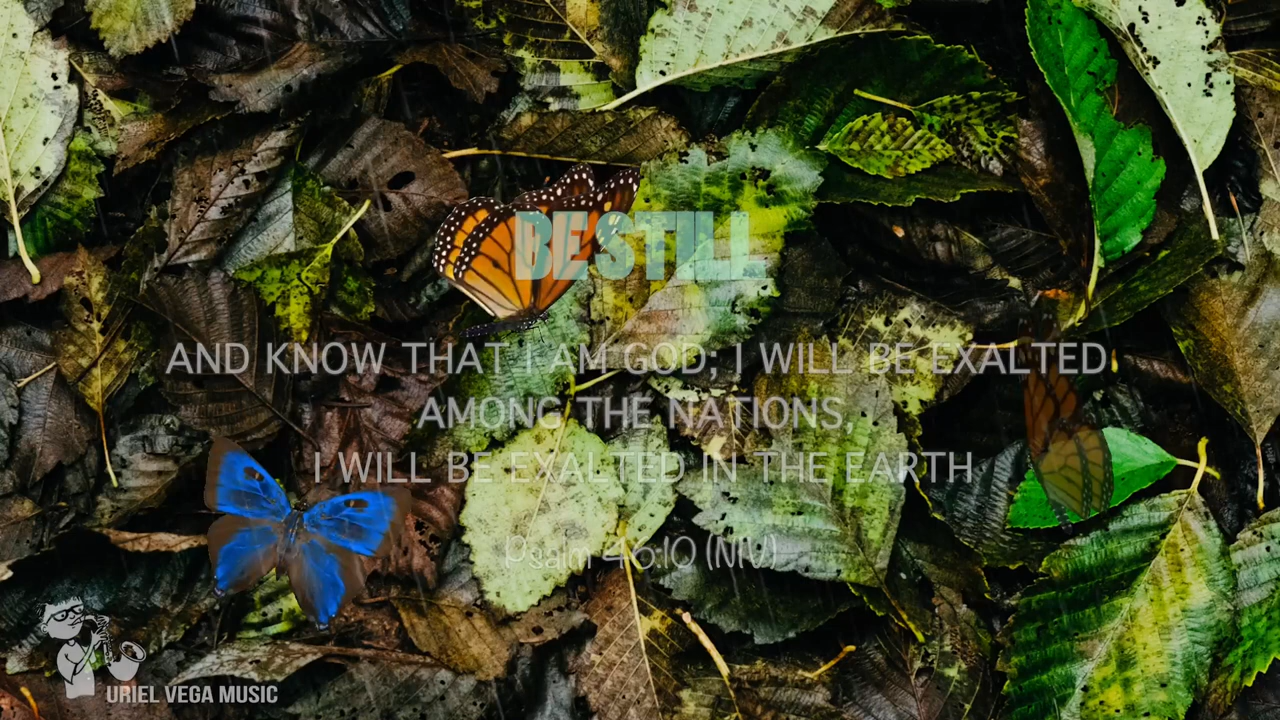 BE STILL
AND KNOW THAT I AM GOD; I WILL BE EXALTED
AMONG THE NATIONS,
I WILL BE EXALTED IN THE EARTH
Psalm 46:10 (NIV)
URIEL VEGA MUSIC